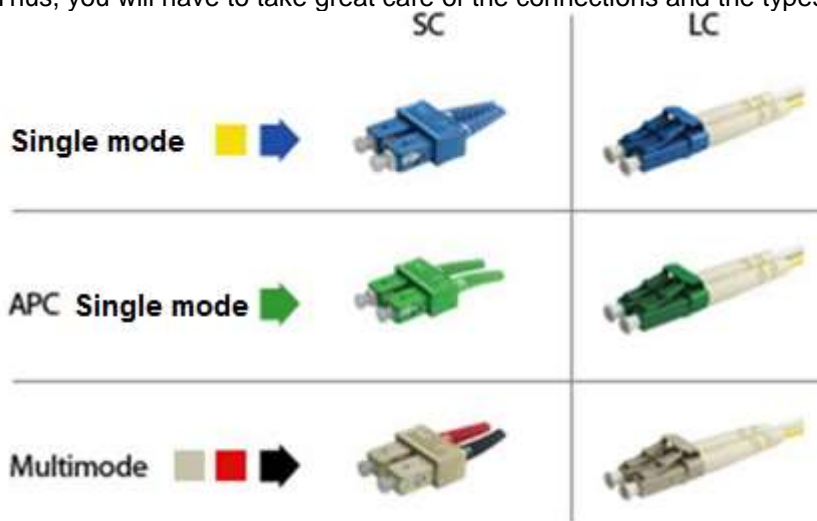 Thus, you will have to take great care of the connections and the types
SC LC
Single mode
APC Single mode
Multimode